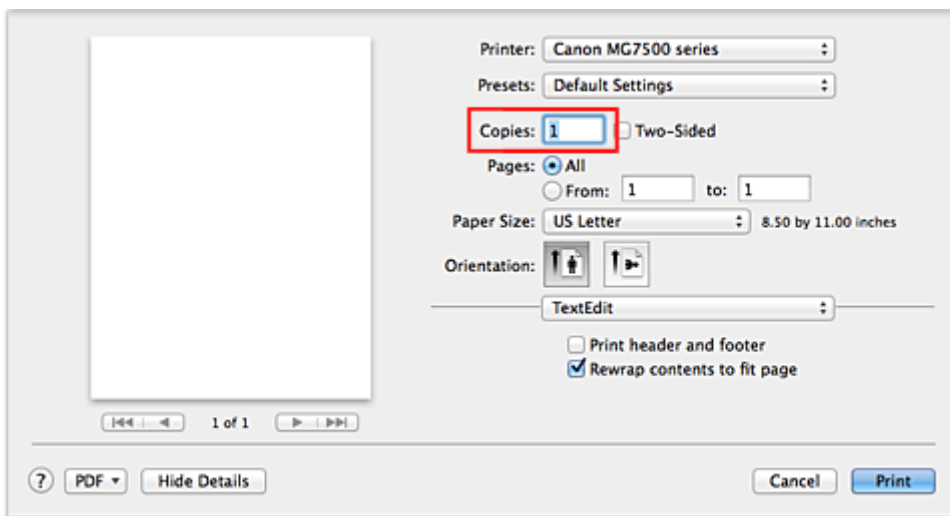 Printer: Canon MG7500 series
Presets: Default Settings
Copies: 1 Two-Sided
Pages: All
From: 1 to: 1
Paper Size: US Letter 8.50 by 11.00 inches
Orientation:
TextEdit
Print header and footer
Rewrap contents to fit page
1 of 1
? PDF Hide Details Cancel Print